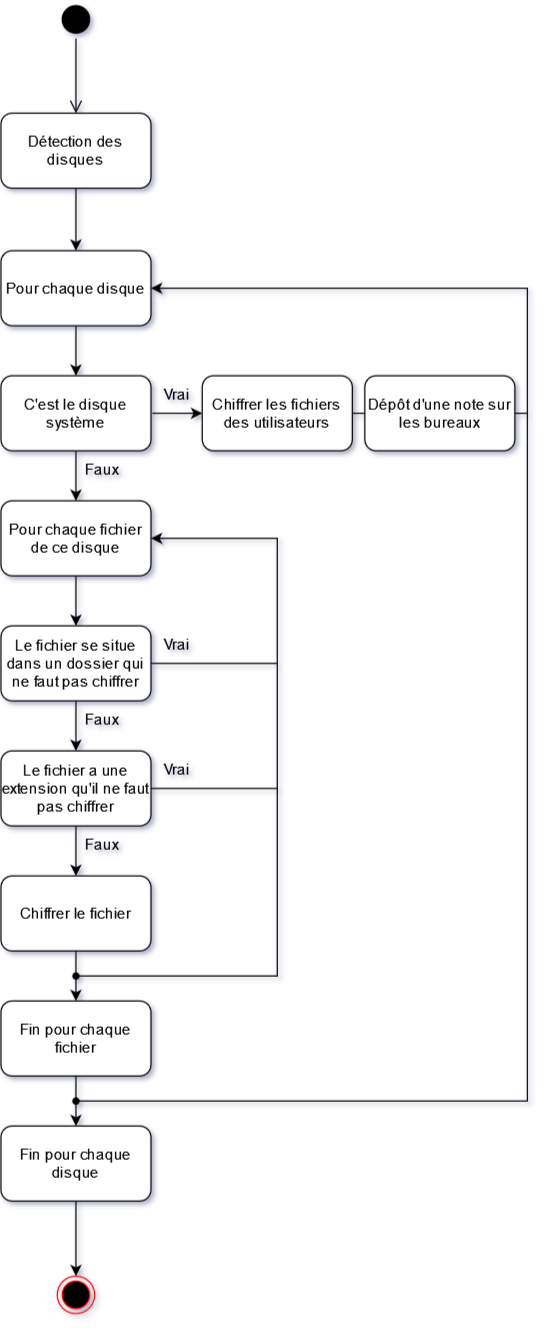 Détection des
disques
Pour chaque disque
C'est le disque
système
Vrai
Chiffrer les fichiers
des utilisateurs
Dépôt d'une note sur
les bureaux
Faux
Pour chaque fichier
de ce disque
Le fichier se situe
dans un dossier qui
ne faut pas chiffrer
Vrai
Faux
Le fichier a une
extension qu'il ne faut
pas chiffrer
Vrai
Faux
Chiffrer le fichier
Fin pour chaque
fichier
Fin pour chaque
disque